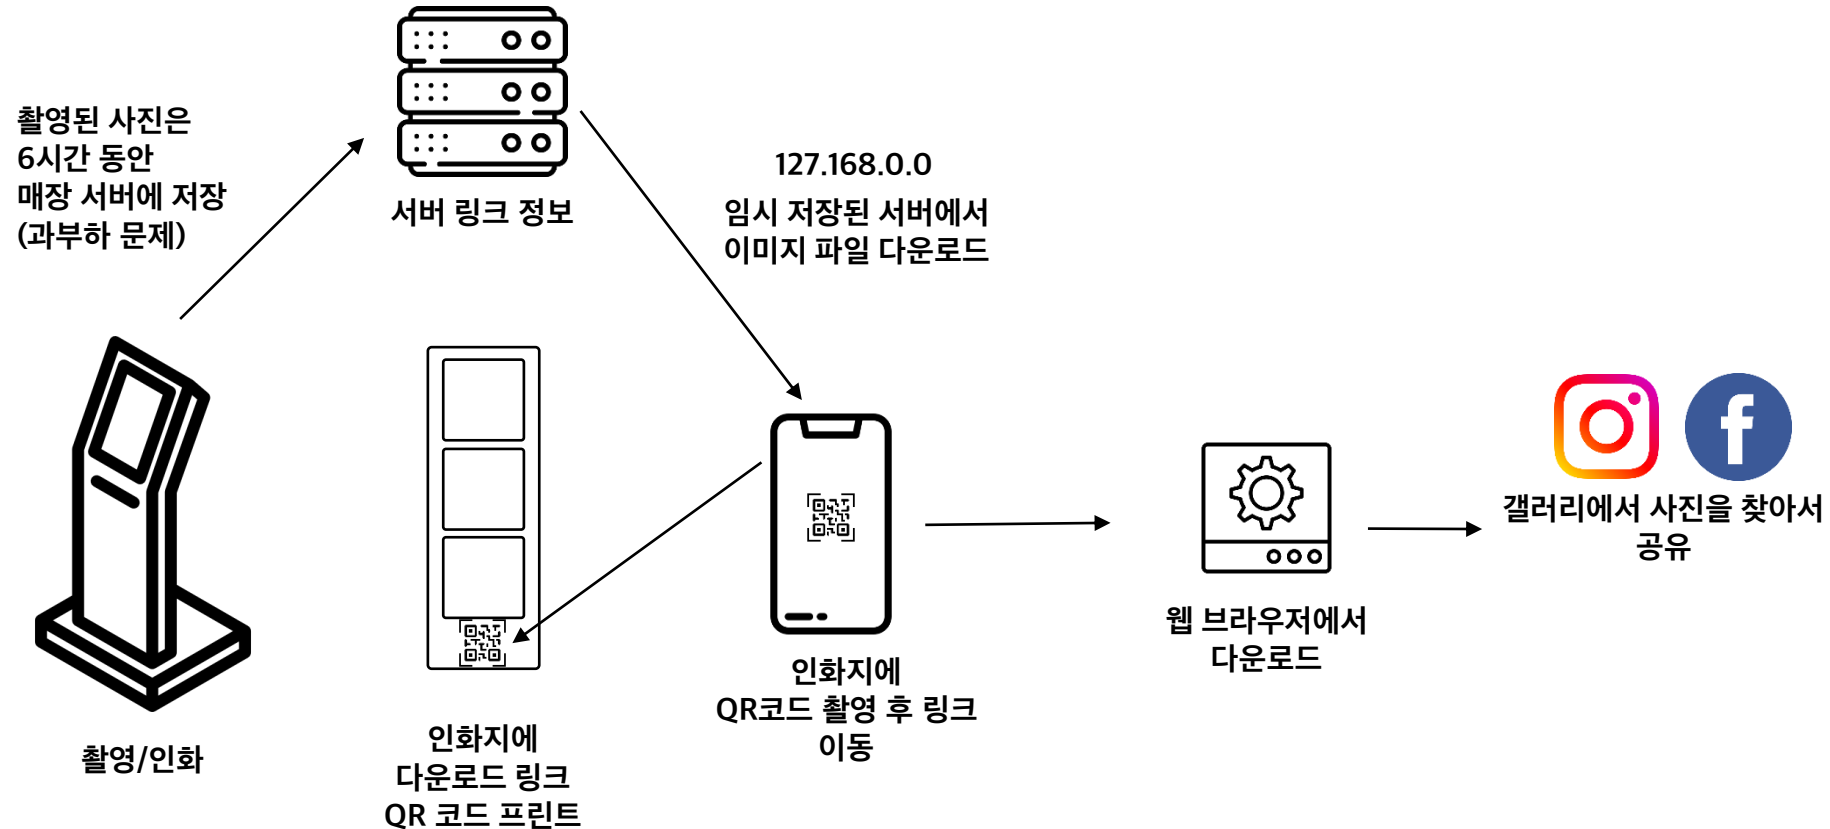 촬영된 사진은
6시간 동안
매장 서버에 저장
(과부하 문제)
서버 링크 정보
127.168.0.0
임시 저장된 서버에서
이미지 파일 다운로드
촬영/인화
인화지에
다운로드 링크
QR 코드 프린트
인화지에
QR코드 촬영 후 링크
이동
웹 브라우저에서
다운로드
갤러리에서 사진을 찾아서
공유